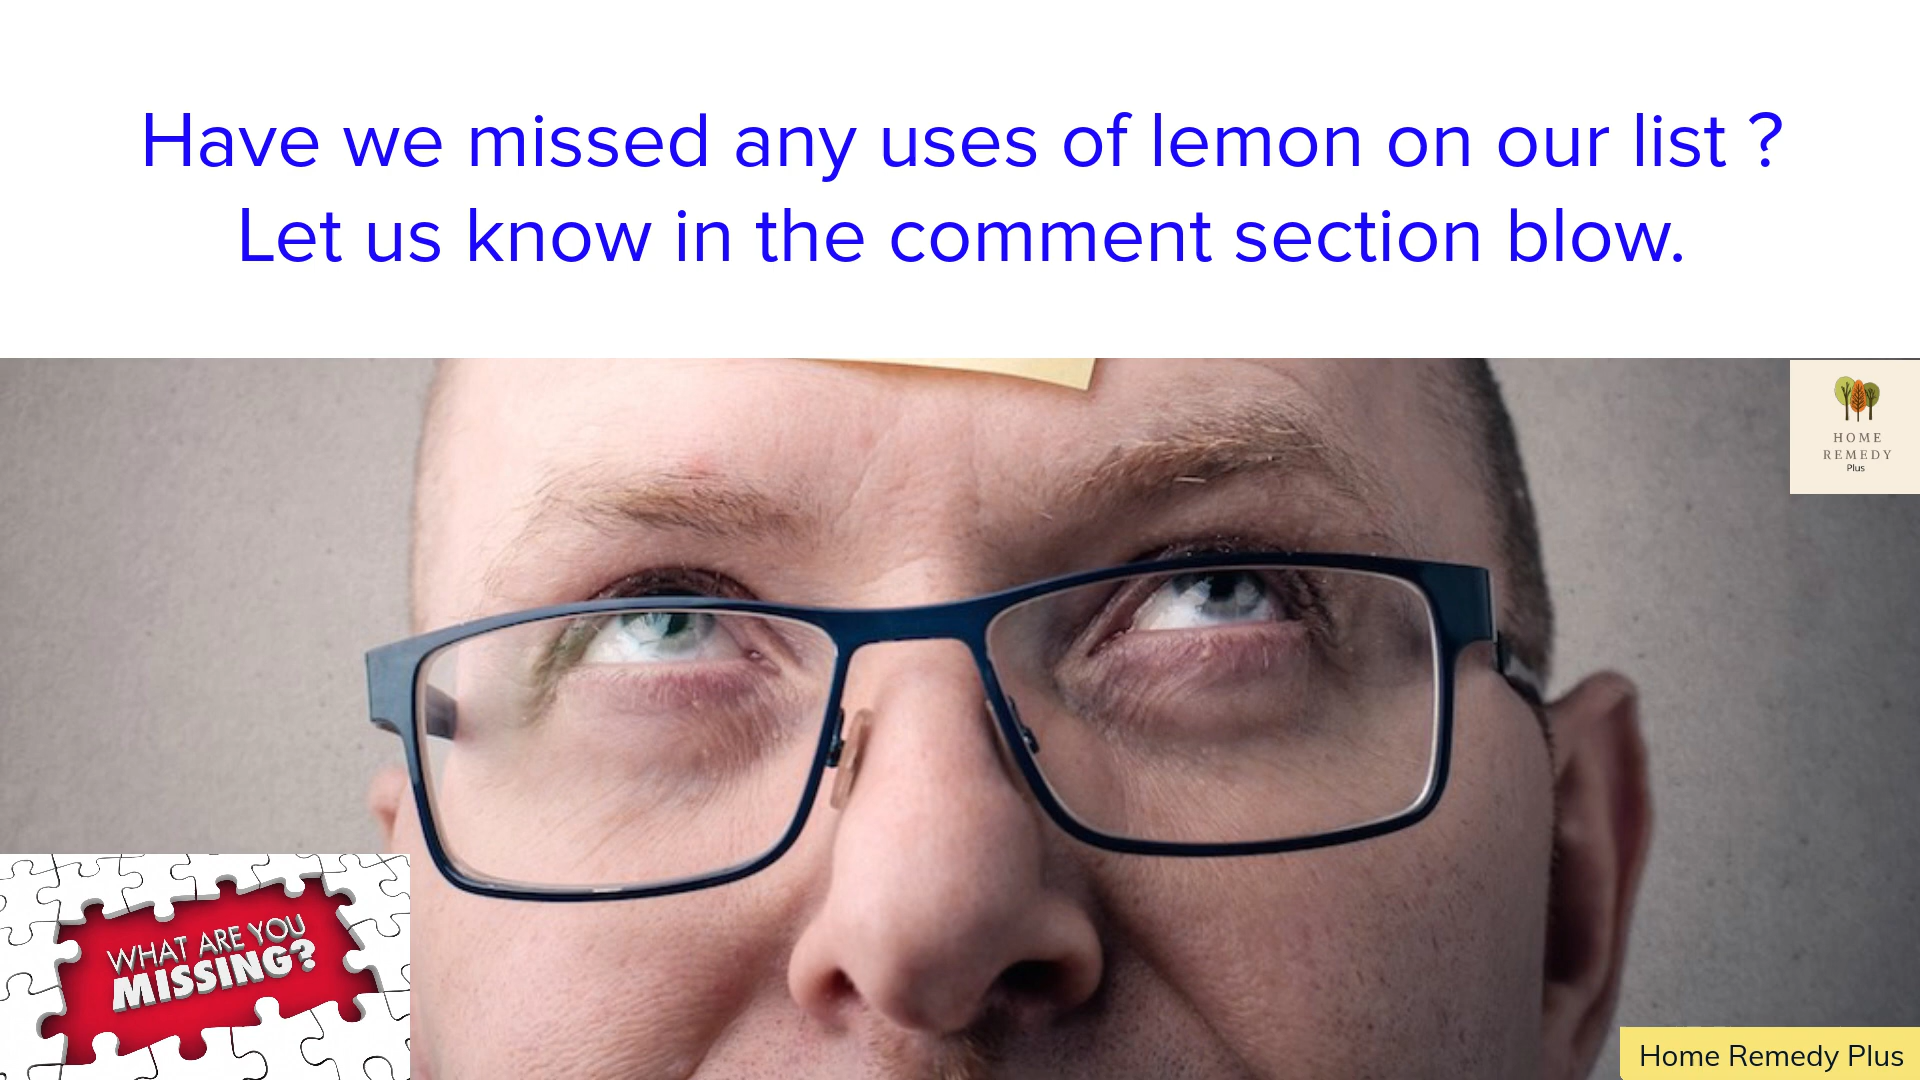 Have we missed any uses of lemon on our list ?
Let us know in the comment section blow.
HOME
REMEDY
Plus
WHAT ARE YOU
MISSING?
Home Remedy Plus